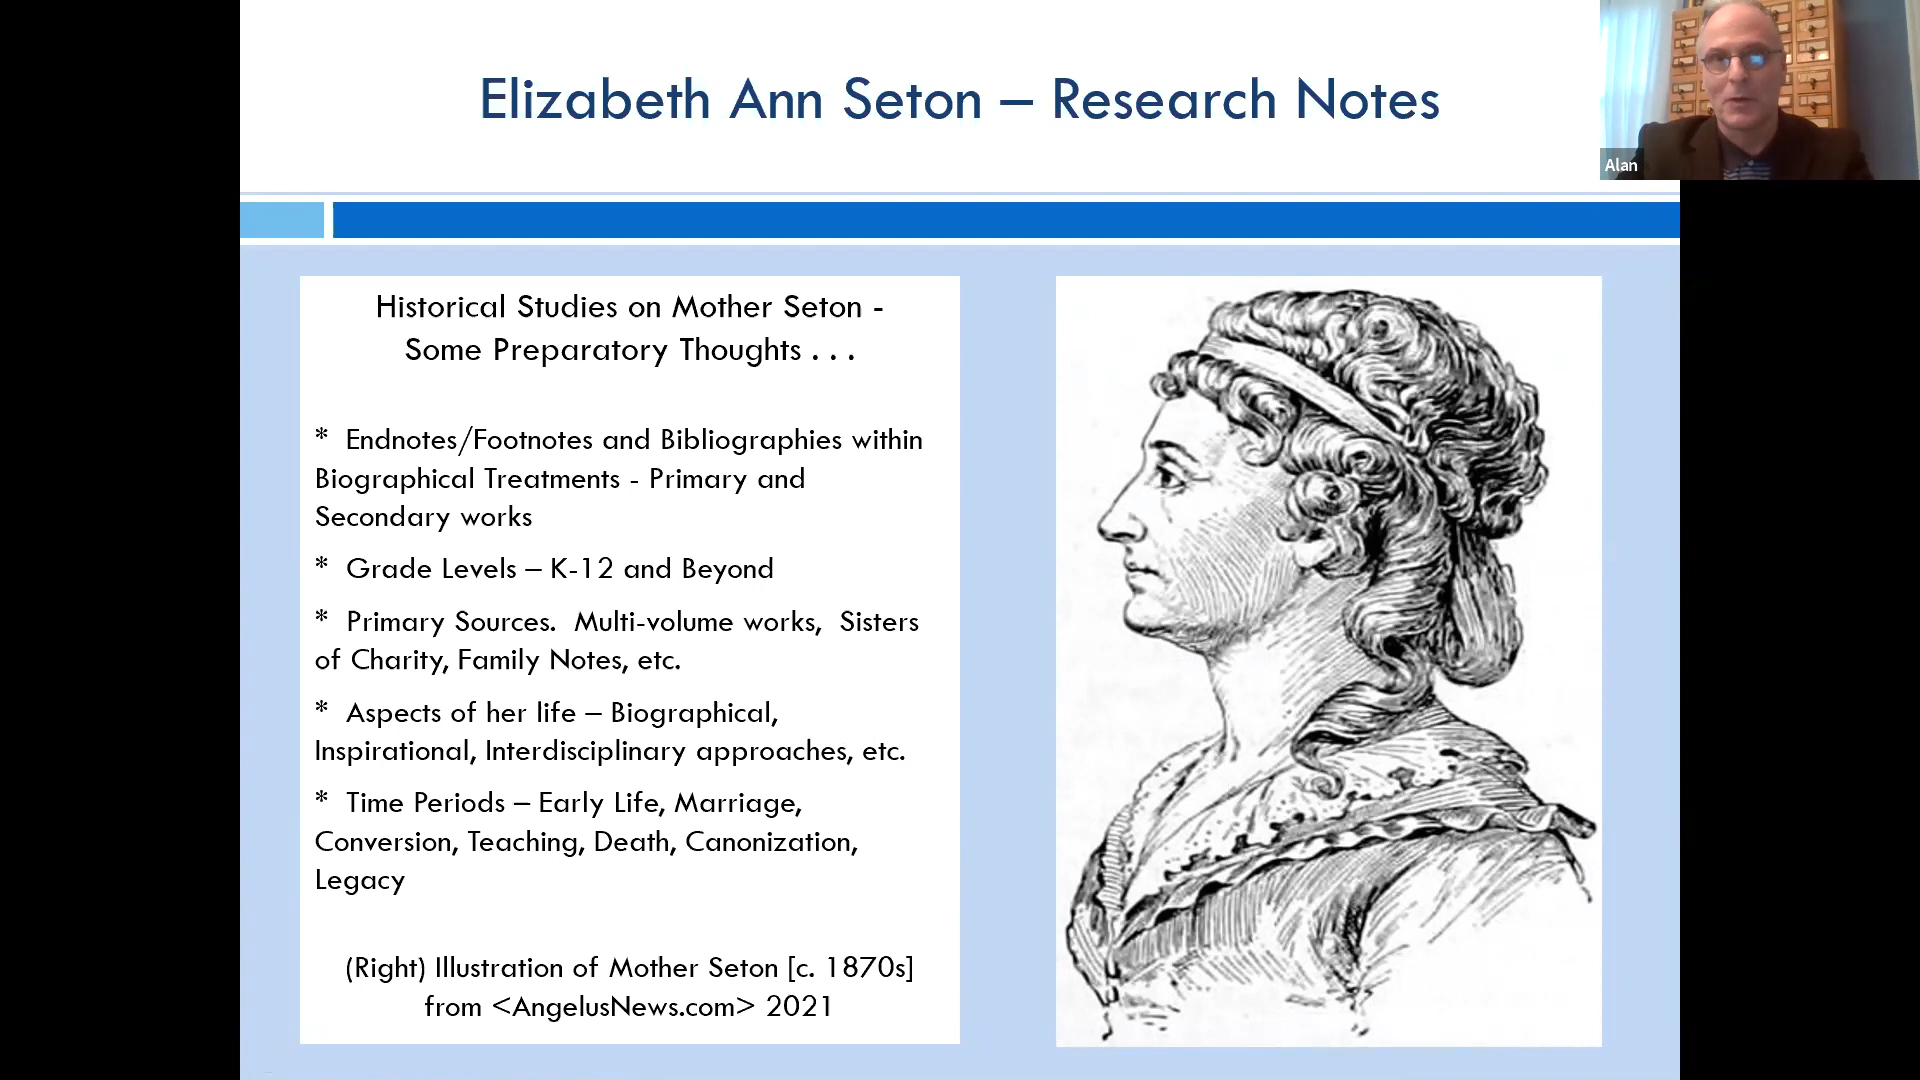 Elizabeth Ann Seton – Research Notes
Alan
Historical Studies on Mother Seton -
Some Preparatory Thoughts . . .
* Endnotes/Footnotes and Bibliographies within
Biographical Treatments - Primary and
Secondary works
* Grade Levels – K-12 and Beyond
* Primary Sources.  Multi-volume works,  Sisters
of Charity, Family Notes, etc.
* Aspects of her life – Biographical,
Inspirational, Interdisciplinary approaches, etc.
* Time Periods – Early Life, Marriage,
Conversion, Teaching, Death, Canonization,
Legacy
(Right) Illustration of Mother Seton [c. 1870s]
from <AngelusNews.com> 2021